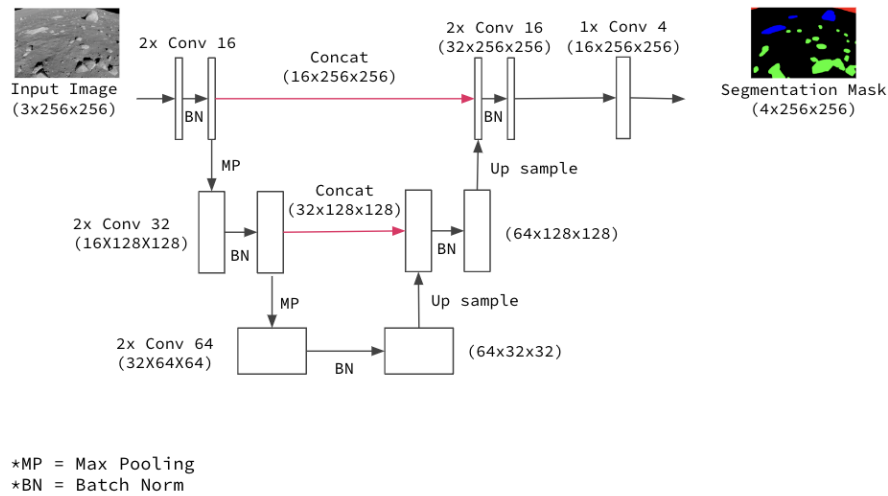 2x Conv 16
Input Image
(3x256x256)
BN
Concat
(16x256x256)
2x Conv 16
(32x256x256)
BN
1x Conv 4
(16x256x256)
Segmentation Mask
(4x256x256)
MP
Up sample
2x Conv 32
(16X128X128)
BN
Concat
(32x128x128)
BN
(64x128x128)
MP
Up sample
2x Conv 64
(32X64X64)
BN
(64x32x32)
*MP = Max Pooling
*BN = Batch Norm